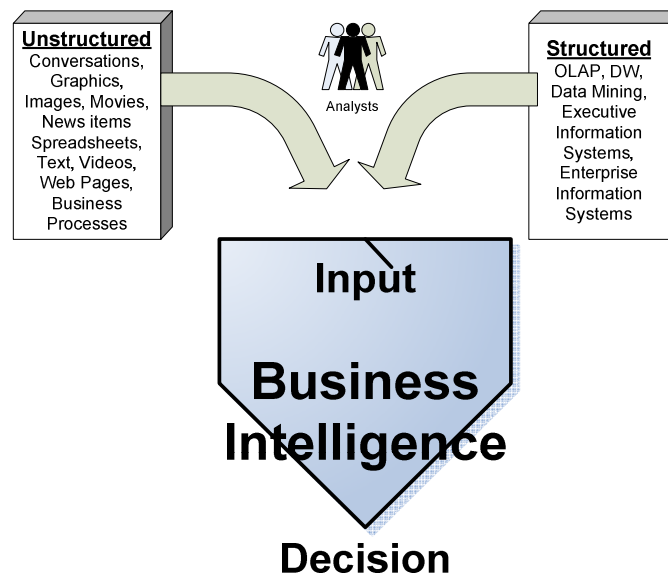 Unstructured
Conversations,
Graphics,
Images, Movies,
News items
Spreadsheets,
Text, Videos,
Web Pages,
Business
Processes
Analysts
Structured
OLAP, DW,
Data Mining,
Executive
Information
Systems,
Enterprise
Information
Systems
Input
Business
Intelligence
Decision